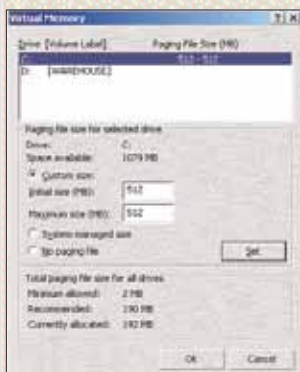 Virtual Memory
Drive [Volume Label] Paging File Size (MB)
C: 512 - 512
D: [WAREHOUSE]
Paging file size for selected drive
Drive: C:
Space available: 1079 MB
Custom size:
Initial size (MB): 512
Maximum size (MB): 512
System managed size
No paging file
Set
Total paging file size for all drives
Minimum allowed: 2 MB
Recommended: 190 MB
Currently allocated: 192 MB
OK Cancel